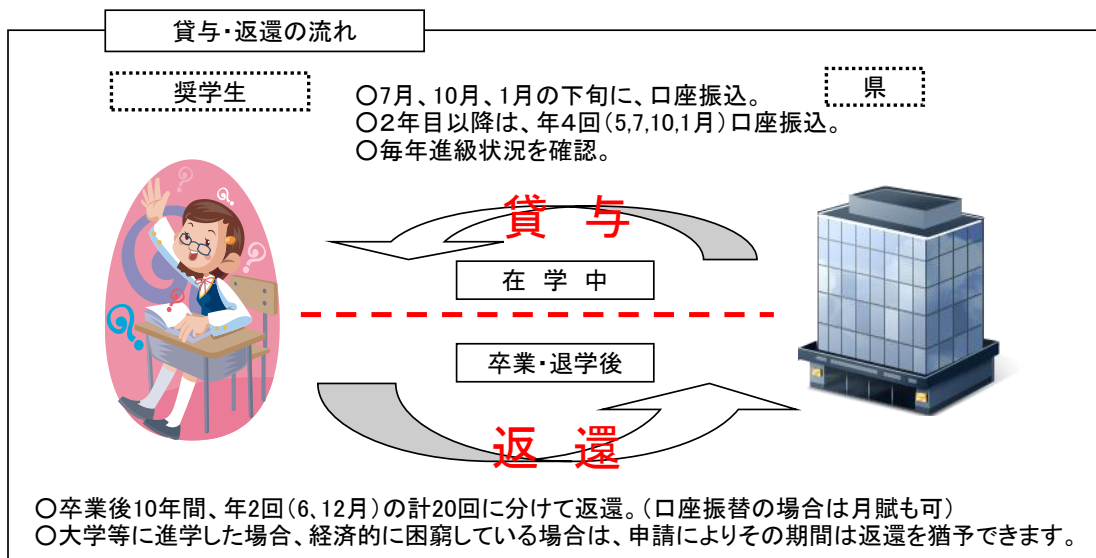 貸与・返還の流れ
奨学生
県
○7月、10月、1月の下旬に、口座振込。
○２年目以降は、年４回(5,7,10,1月)口座振込。
○毎年進級状況を確認。
貸 与
在 学 中
卒業・退学後
返 還
○卒業後10年間、年2回(6、12月)の計20回に分けて返還。(口座振替の場合は月賦も可)
○大学等に進学した場合、経済的に困窮している場合は、申請によりその期間は返還を猶予できます。